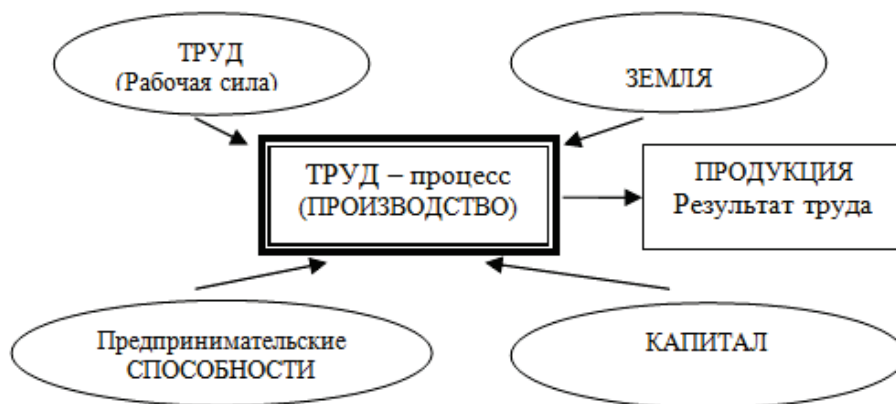 ТРУД
(Рабочая сила)
ЗЕМЛЯ
ТРУД – процесс
(ПРОИЗВОДСТВО)
ПРОДУКЦИЯ
Результат труда
Предпринимательские
СПОСОБНОСТИ
КАПИТАЛ